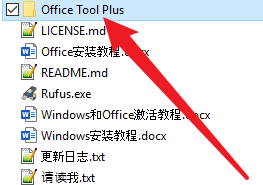 Office Tool Plus
LICENSE.md
Office安装教程.docx
README.md
Rufus.exe
Windows和Office激活教程.docx
Windows安装教程.docx
更新日志.txt
请读我.txt